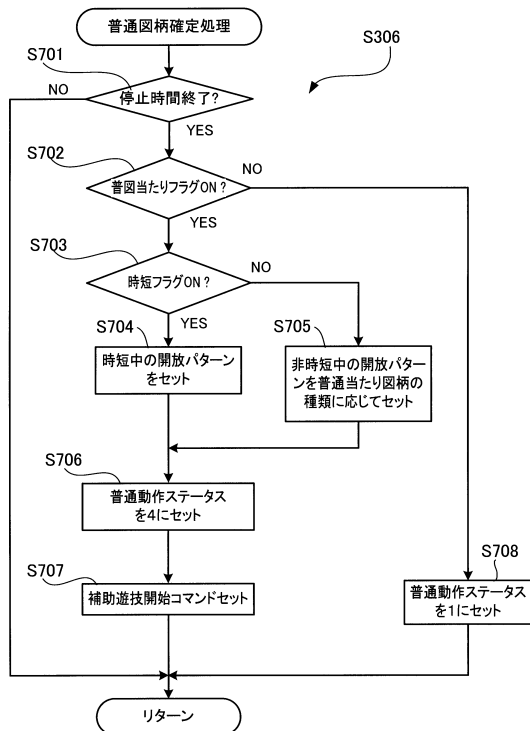 普通図柄確定処理
S701
S306
NO
停止時間終了?
YES
S702
NO
普図当たりフラグON?
YES
S703
NO
時短フラグON?
YES
S704
S705
時短中の開放パターン
をセット
非時短中の開放パターン
を普通当たり図柄の
種類に応じてセット
S706
普通動作ステータス
を4にセット
S707
S708
補助遊技開始コマンドセット
普通動作ステータス
を1にセット
リターン